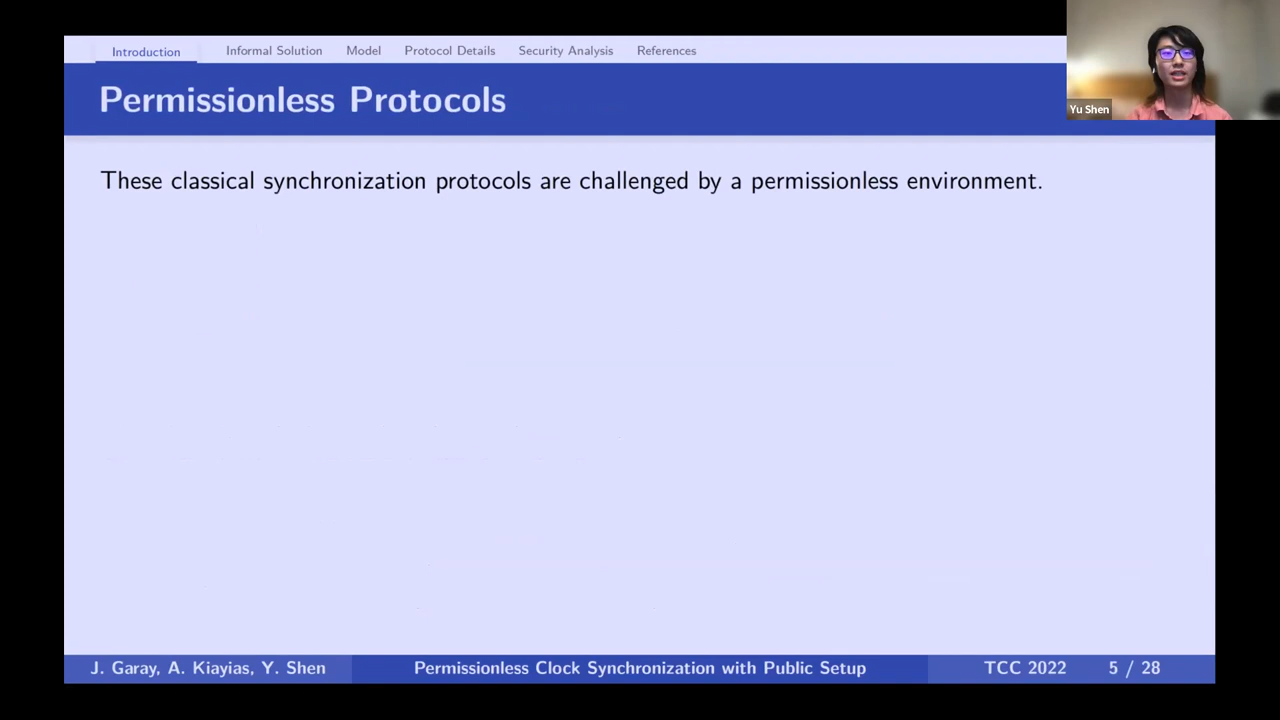 Introduction Informal Solution Model Protocol Details Security Analysis References
Permissionless Protocols
Yu Shen
These classical synchronization protocols are challenged by a permissionless environment.
J. Garay, A. Kiayias, Y. Shen Permissionless Clock Synchronization with Public Setup TCC 2022 5 / 28